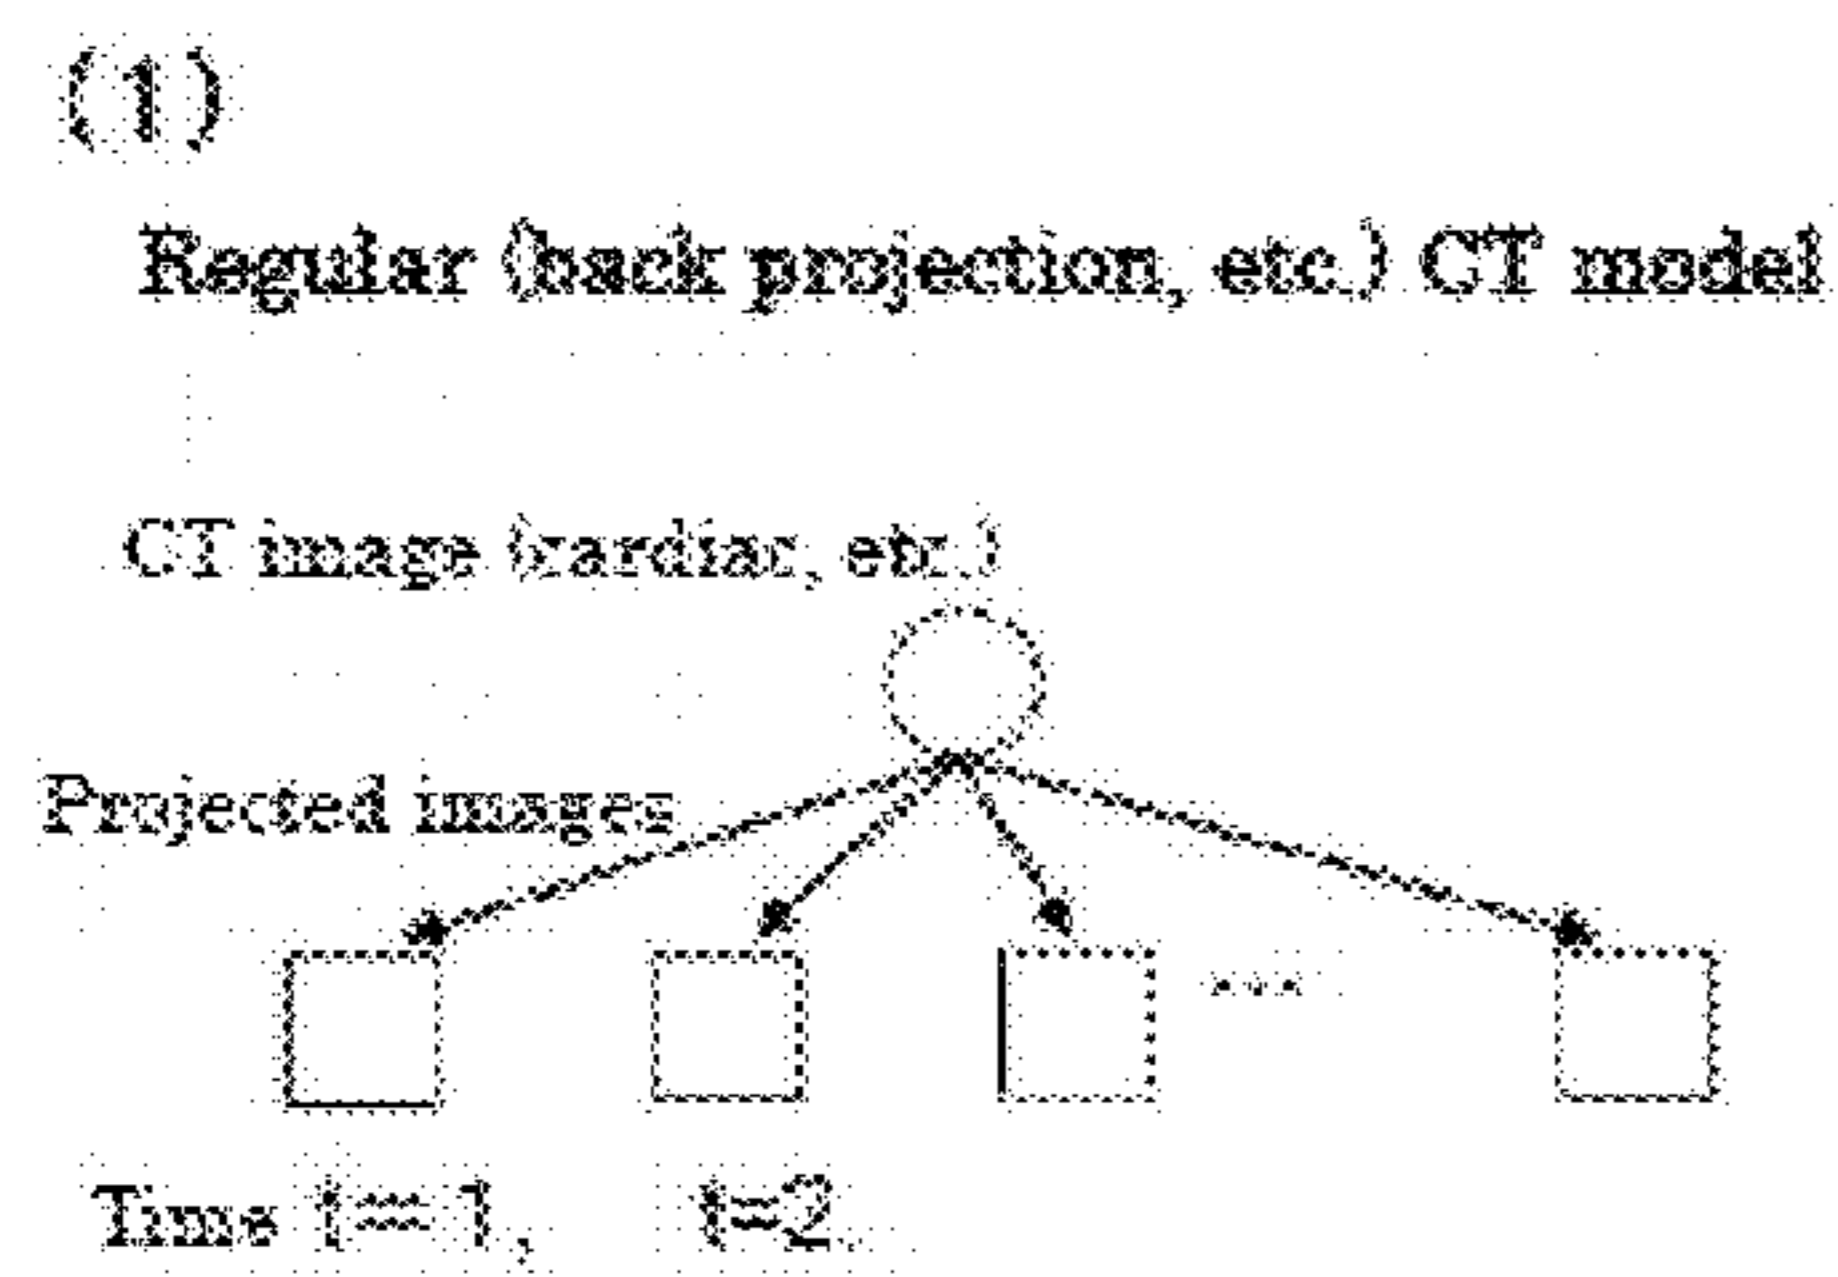 (1)
Regular (back projection, etc.) CT model
CT image (cardiac, etc.)
Projected images
...
Time t=1, t=2